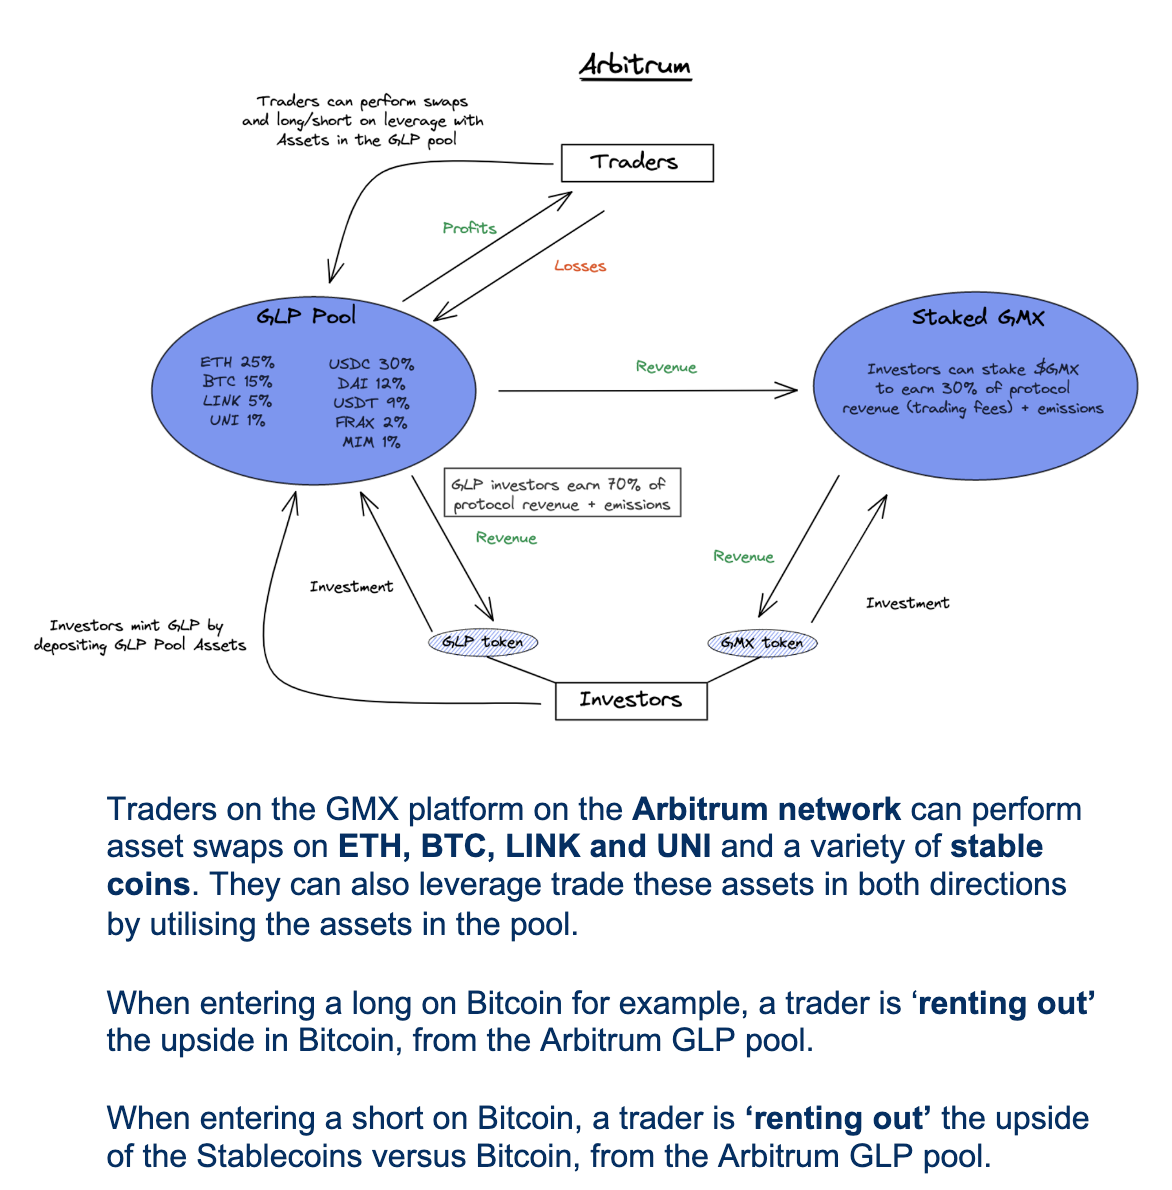 Arbitrum
Traders can perform swaps
and long/short on leverage with
Assets in the GLP pool
Traders
Profits
Losses
GLP Pool
ETH 25%
BTC 15%
LINK 5%
UNI 1%
USDC 30%
DAI 12%
USDT 9%
FRAX 2%
MIM 1%
Revenue
Staked GMX
Investors can stake $GMX
to earn 30% of protocol
revenue (trading fees) + emissions
GLP investors earn 70% of
protocol revenue + emissions
Revenue
Revenue
Investment
Investment
Investors mint GLP by
depositing GLP Pool Assets
GLP token
GMX token
Investors
Traders on the GMX platform on the Arbitrum network can perform
asset swaps on ETH, BTC, LINK and UNI and a variety of stable
coins. They can also leverage trade these assets in both directions
by utilising the assets in the pool.
When entering a long on Bitcoin for example, a trader is ‘renting out’
the upside in Bitcoin, from the Arbitrum GLP pool.
When entering a short on Bitcoin, a trader is ‘renting out’ the upside
of the Stablecoins versus Bitcoin, from the Arbitrum GLP pool.